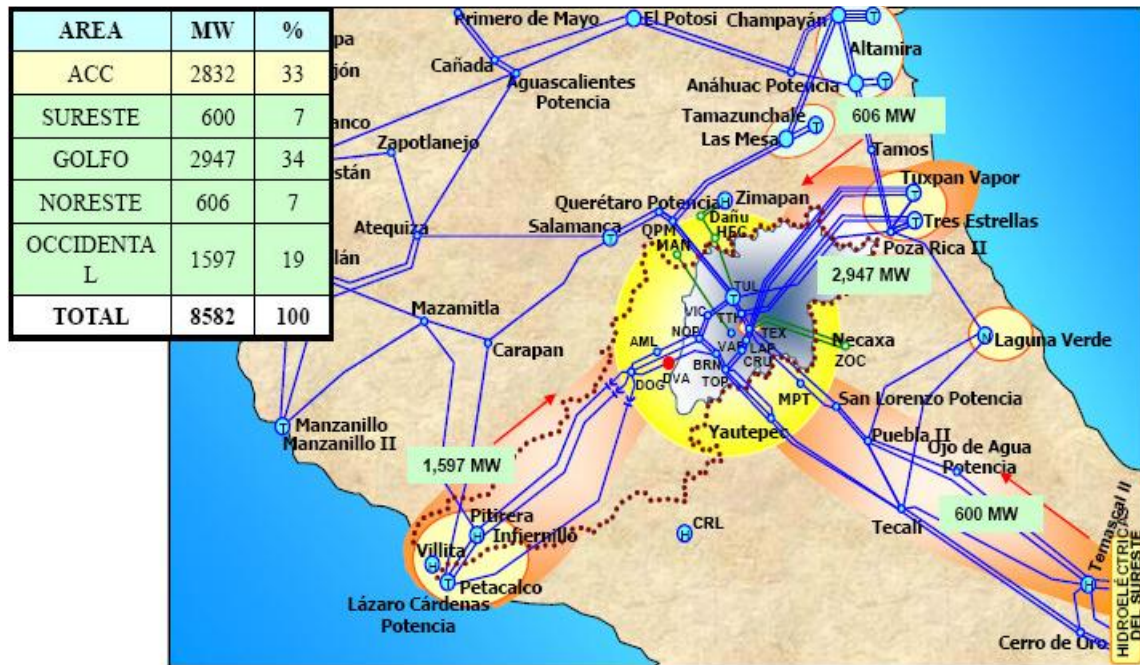 AREA MW %
ACC 2832 33
SURESTE 600 7
GOLFO 2947 34
NORESTE 606 7
OCCIDENTA
L 1597 19
TOTAL 8582 100
Primero de Mayo
El Potosi
Champayán
Altamira
Cañada
Aguascalientes
Potencia
Anáhuac Potencia
Tamazunchale
Las Mesa
606 MW
Zapotlanejo
Tamos
Tuxpan Vapor
Atequiza
Salamanca
Querétaro Potencia
Zimapan
Dañu
HEC
QPM
MAN
Tres Estrellas
Poza Rica II
2,947 MW
TUL
Mazamitla
VIC
TTH
TEX
NOP
VAE
LAP
Necaxa
ZOC
Laguna Verde
Carapan
AML
BRN
CRU
DOG
DVA
TOP
MPT
San Lorenzo Potencia
Manzanillo
Manzanillo II
Yautepec
Puebla II
Ojo de Agua
Potencia
1,597 MW
600 MW
Pitirera
Infiernillo
CRL
Tecali
Temascal II
Villita
Petacalco
Lázaro Cárdenas
Potencia
Cerro de Oro
HIDROELÉCTRICAS
DEL SURESTE